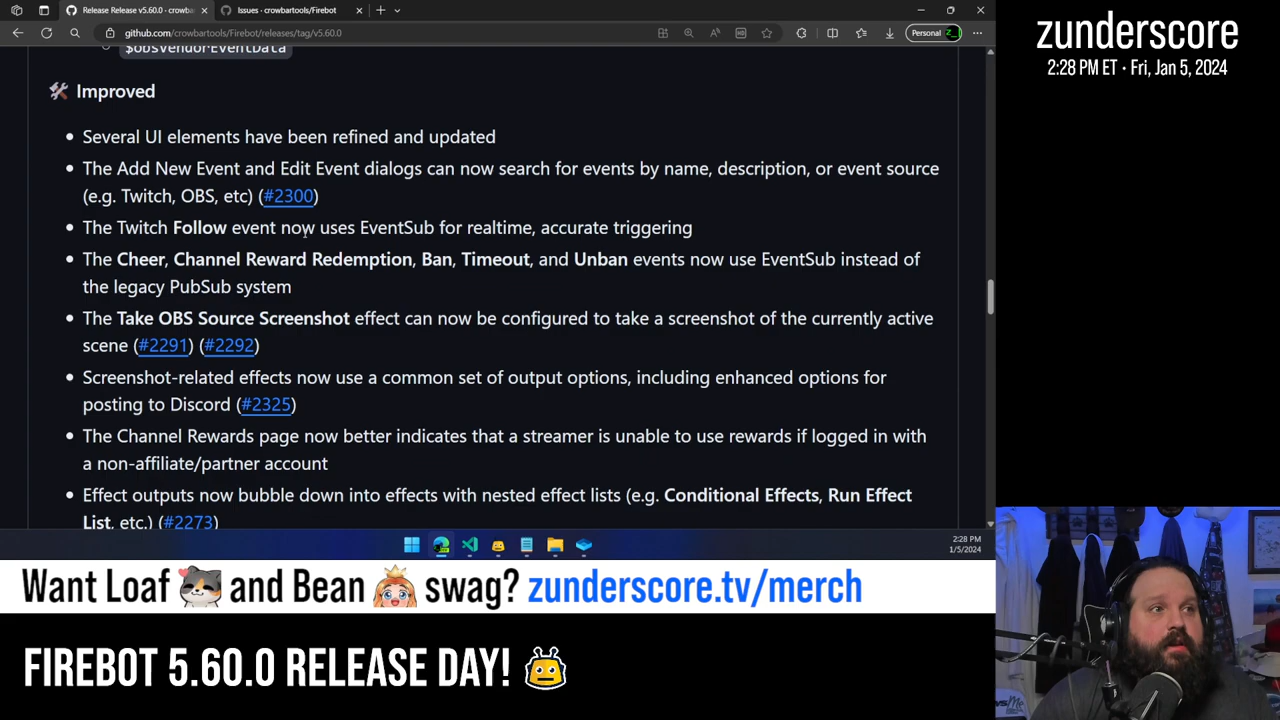 Release Release v5.60.0 · crowba
Issues · crowbartools/Firebot
github.com/crowbartools/Firebot/releases/tag/v5.60.0
Personal
$obsVendorEventData
🛠 Improved
• Several UI elements have been refined and updated
• The Add New Event and Edit Event dialogs can now search for events by name, description, or event source
(e.g. Twitch, OBS, etc) (#2300)
• The Twitch Follow event now uses EventSub for realtime, accurate triggering
• The Cheer, Channel Reward Redemption, Ban, Timeout, and Unban events now use EventSub instead of
the legacy PubSub system
• The Take OBS Source Screenshot effect can now be configured to take a screenshot of the currently active
scene (#2291) (#2292)
• Screenshot-related effects now use a common set of output options, including enhanced options for
posting to Discord (#2325)
• The Channel Rewards page now better indicates that a streamer is unable to use rewards if logged in with
a non-affiliate/partner account
• Effect outputs now bubble down into effects with nested effect lists (e.g. Conditional Effects, Run Effect
List, etc.) (#2273)
2:28 PM
1/5/2024
zunderscore
2:28 PM ET • Fri, Jan 5, 2024
Want Loaf and Bean swag? zunderscore.tv/merch
FIREBOT 5.60.0 RELEASE DAY!